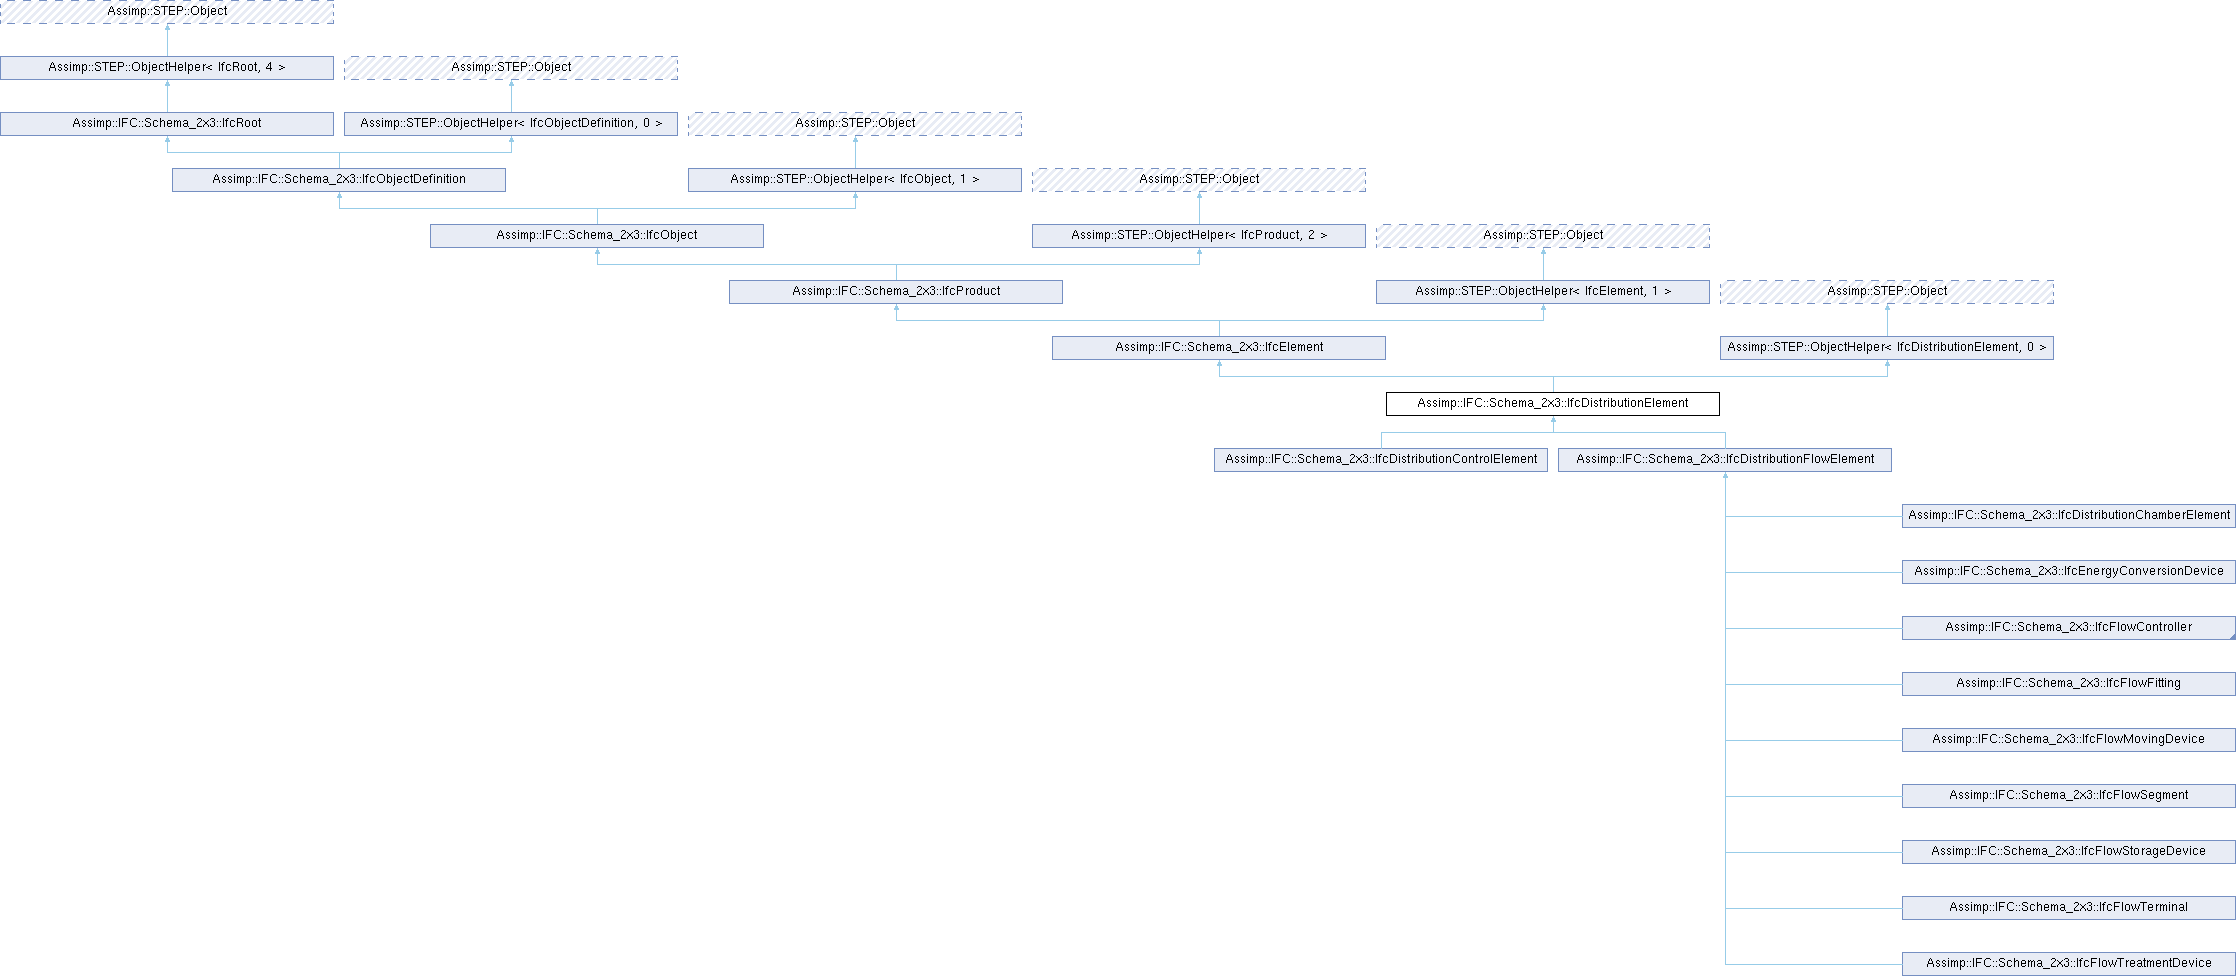 Assimp::STEP::Object
Assimp::STEP::ObjectHelper< IfcRoot, 4 >
Assimp::STEP::Object
Assimp::IFC::Schema_2x3::IfcRoot
Assimp::STEP::ObjectHelper< IfcObjectDefinition, 0 >
Assimp::STEP::Object
Assimp::IFC::Schema_2x3::IfcObjectDefinition
Assimp::STEP::ObjectHelper< IfcObject, 1 >
Assimp::STEP::Object
Assimp::IFC::Schema_2x3::IfcObject
Assimp::STEP::ObjectHelper< IfcProduct, 2 >
Assimp::STEP::Object
Assimp::IFC::Schema_2x3::IfcProduct
Assimp::STEP::ObjectHelper< IfcElement, 1 >
Assimp::STEP::Object
Assimp::IFC::Schema_2x3::IfcElement
Assimp::STEP::ObjectHelper< IfcDistributionElement, 0 >
Assimp::IFC::Schema_2x3::IfcDistributionElement
Assimp::IFC::Schema_2x3::IfcDistributionControlElement
Assimp::IFC::Schema_2x3::IfcDistributionFlowElement
Assimp::IFC::Schema_2x3::IfcDistributionChamberElement
Assimp::IFC::Schema_2x3::IfcEnergyConversionDevice
Assimp::IFC::Schema_2x3::IfcFlowController
Assimp::IFC::Schema_2x3::IfcFlowFitting
Assimp::IFC::Schema_2x3::IfcFlowMovingDevice
Assimp::IFC::Schema_2x3::IfcFlowSegment
Assimp::IFC::Schema_2x3::IfcFlowStorageDevice
Assimp::IFC::Schema_2x3::IfcFlowTerminal
Assimp::IFC::Schema_2x3::IfcFlowTreatmentDevice